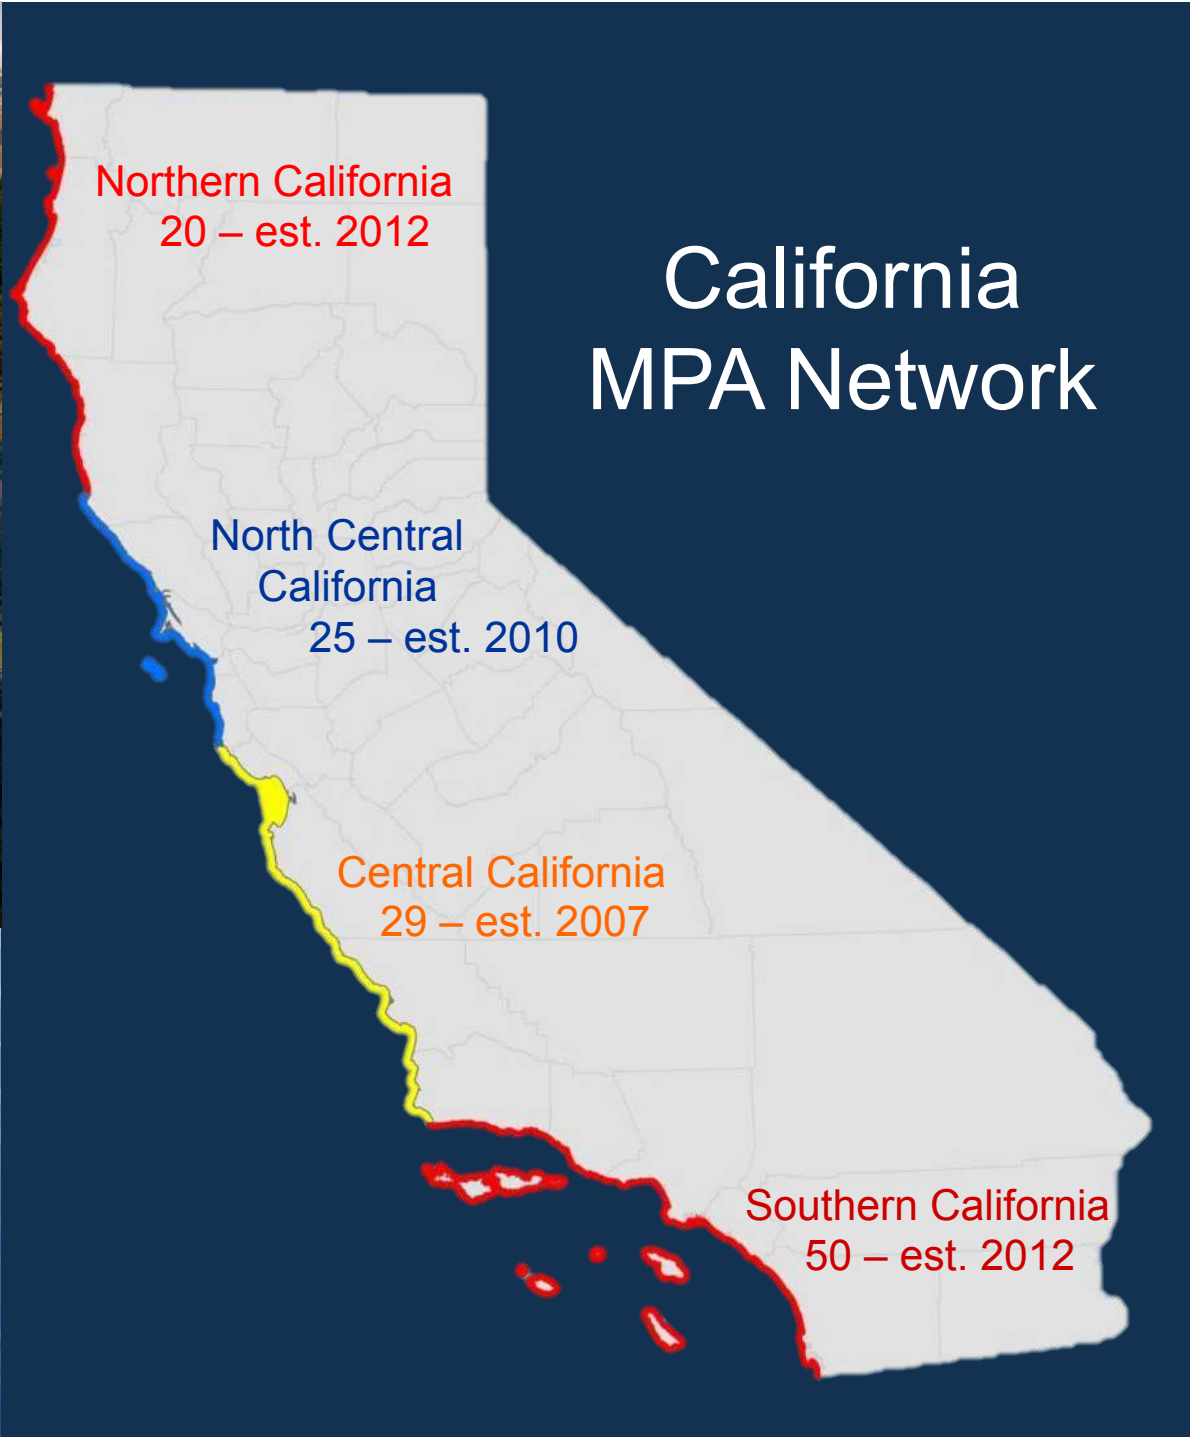 Northern California
20 – est. 2012
California
MPA Network
North Central
California
25 – est. 2010
Central California
29 – est. 2007
Southern California
50 – est. 2012